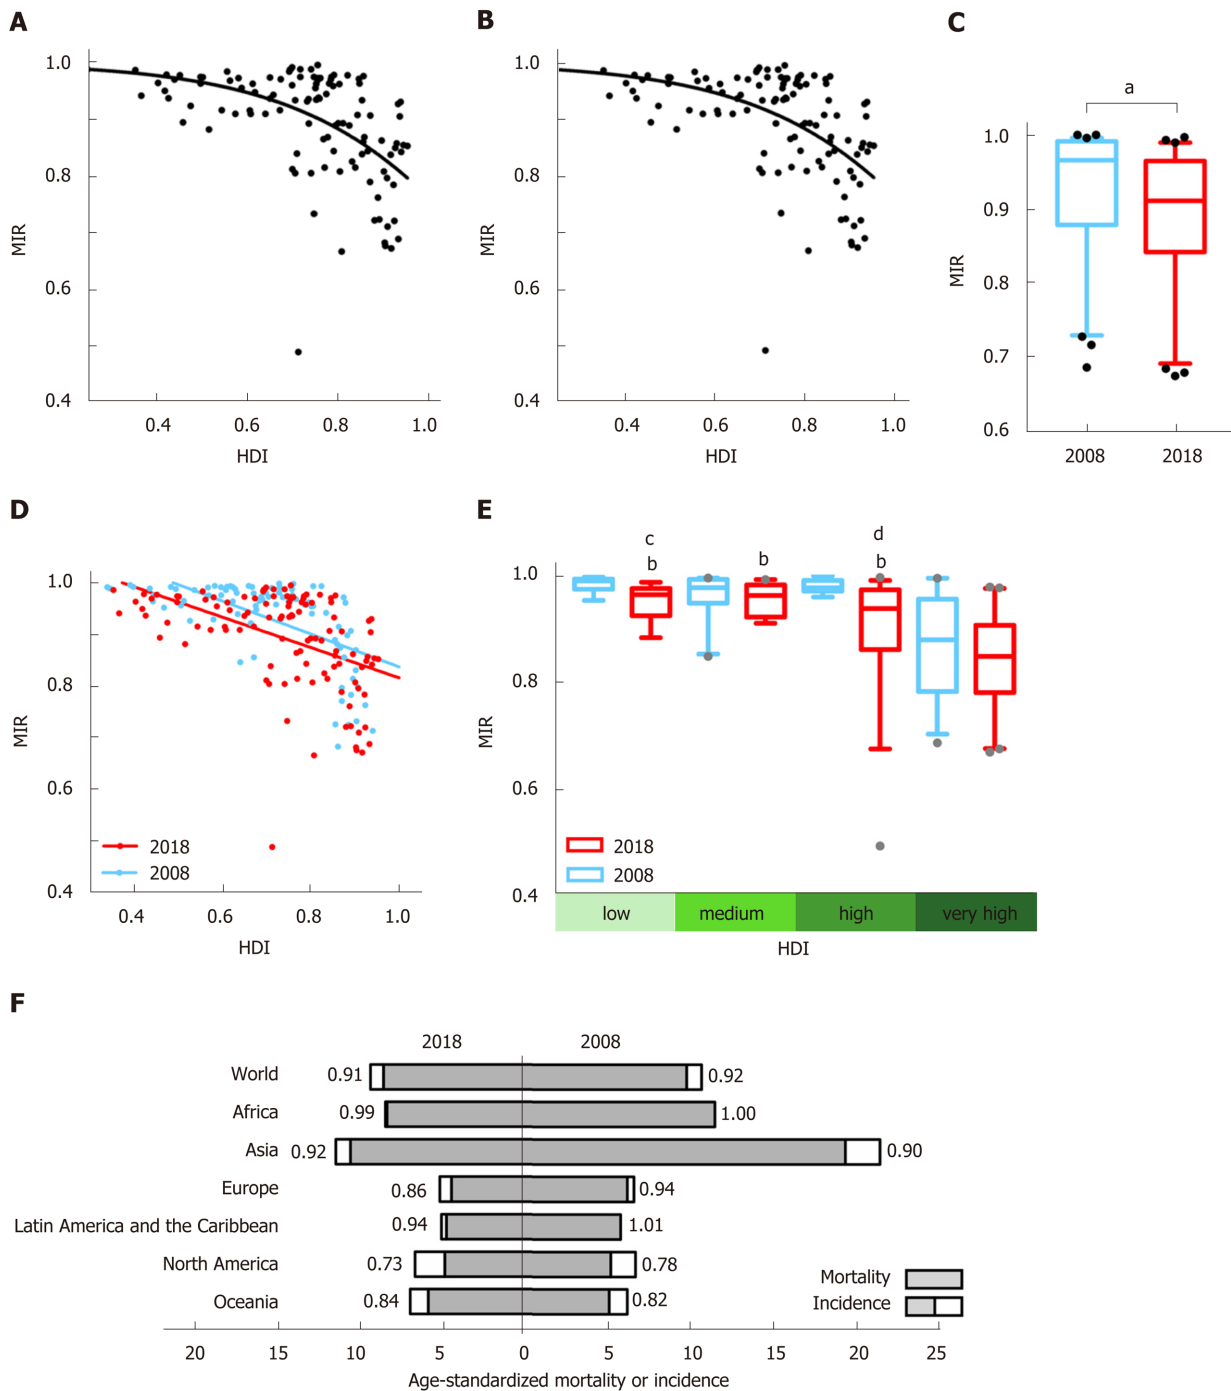 A
1.0
0.8
0.6
0.4
MIR
0.4
0.6
0.8
1.0
HDI
B
1.0
0.8
0.6
0.4
MIR
0.4
0.6
0.8
1.0
HDI
C
a
1.0
0.9
0.8
0.7
0.6
MIR
2008
2018
D
1.0
0.8
0.6
0.4
MIR
2018
2008
0.4
0.6
0.8
1.0
HDI
E
c
b
b
d
b
1.0
0.8
0.6
0.4
MIR
2018
2008
low
medium
high
very high
HDI
F
2018
2008
World
0.91
0.92
Africa
0.99
1.00
Asia
0.92
0.90
Europe
0.86
0.94
Latin America and the Caribbean
0.94
1.01
North America
0.73
0.78
Oceania
0.84
0.82
Mortality
Incidence
20
15
10
5
0
5
10
15
20
25
Age-standardized mortality or incidence